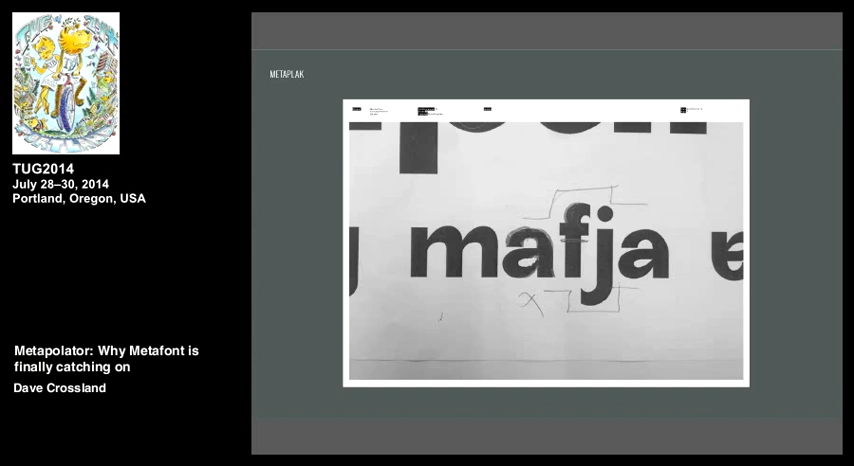 TUG2014
July 28–30, 2014
Portland, Oregon, USA
Metapolator: Why Metafont is
finally catching on
Dave Crossland
METAPLAK
mafja